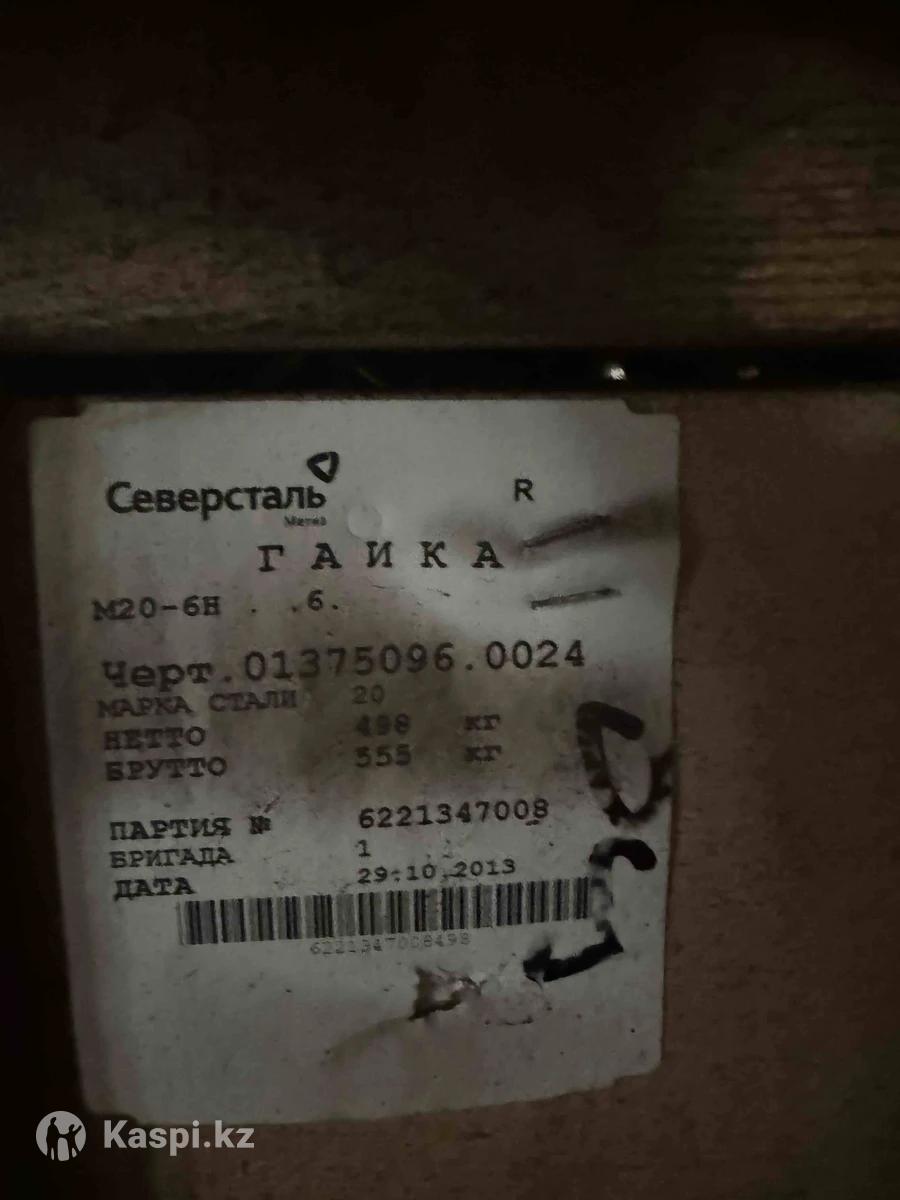 Северсталь
Метиз
R
ГАЙКА
М20-6Н . .6.
Черт.01375096.0024
МАРКА СТАЛИ 20
НЕТТО 498 кг
БРУТТО 555 кг
ПАРТИЯ № 6221347008
БРИГАДА 1
ДАТА 29.10.2013
6221347008498
Kaspi.kz